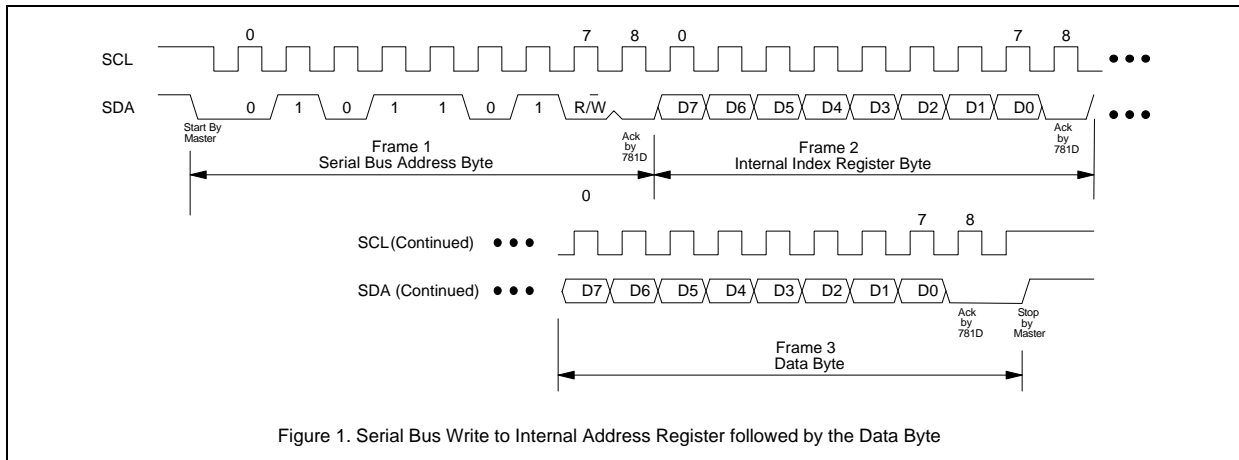 0 7 8 0 7 8
SCL
SDA 0 1 0 1 1 0 1 R/W D7 D6 D5 D4 D3 D2 D1 D0
Start By
Master
Ack
by
781D
Ack
by
781D
Frame 1
Serial Bus Address Byte
Frame 2
Internal Index Register Byte
0
7 8
SCL (Continued)
SDA (Continued) D7 D6 D5 D4 D3 D2 D1 D0
Ack
by
781D
Stop
by
Master
Frame 3
Data Byte
Figure 1. Serial Bus Write to Internal Address Register followed by the Data Byte